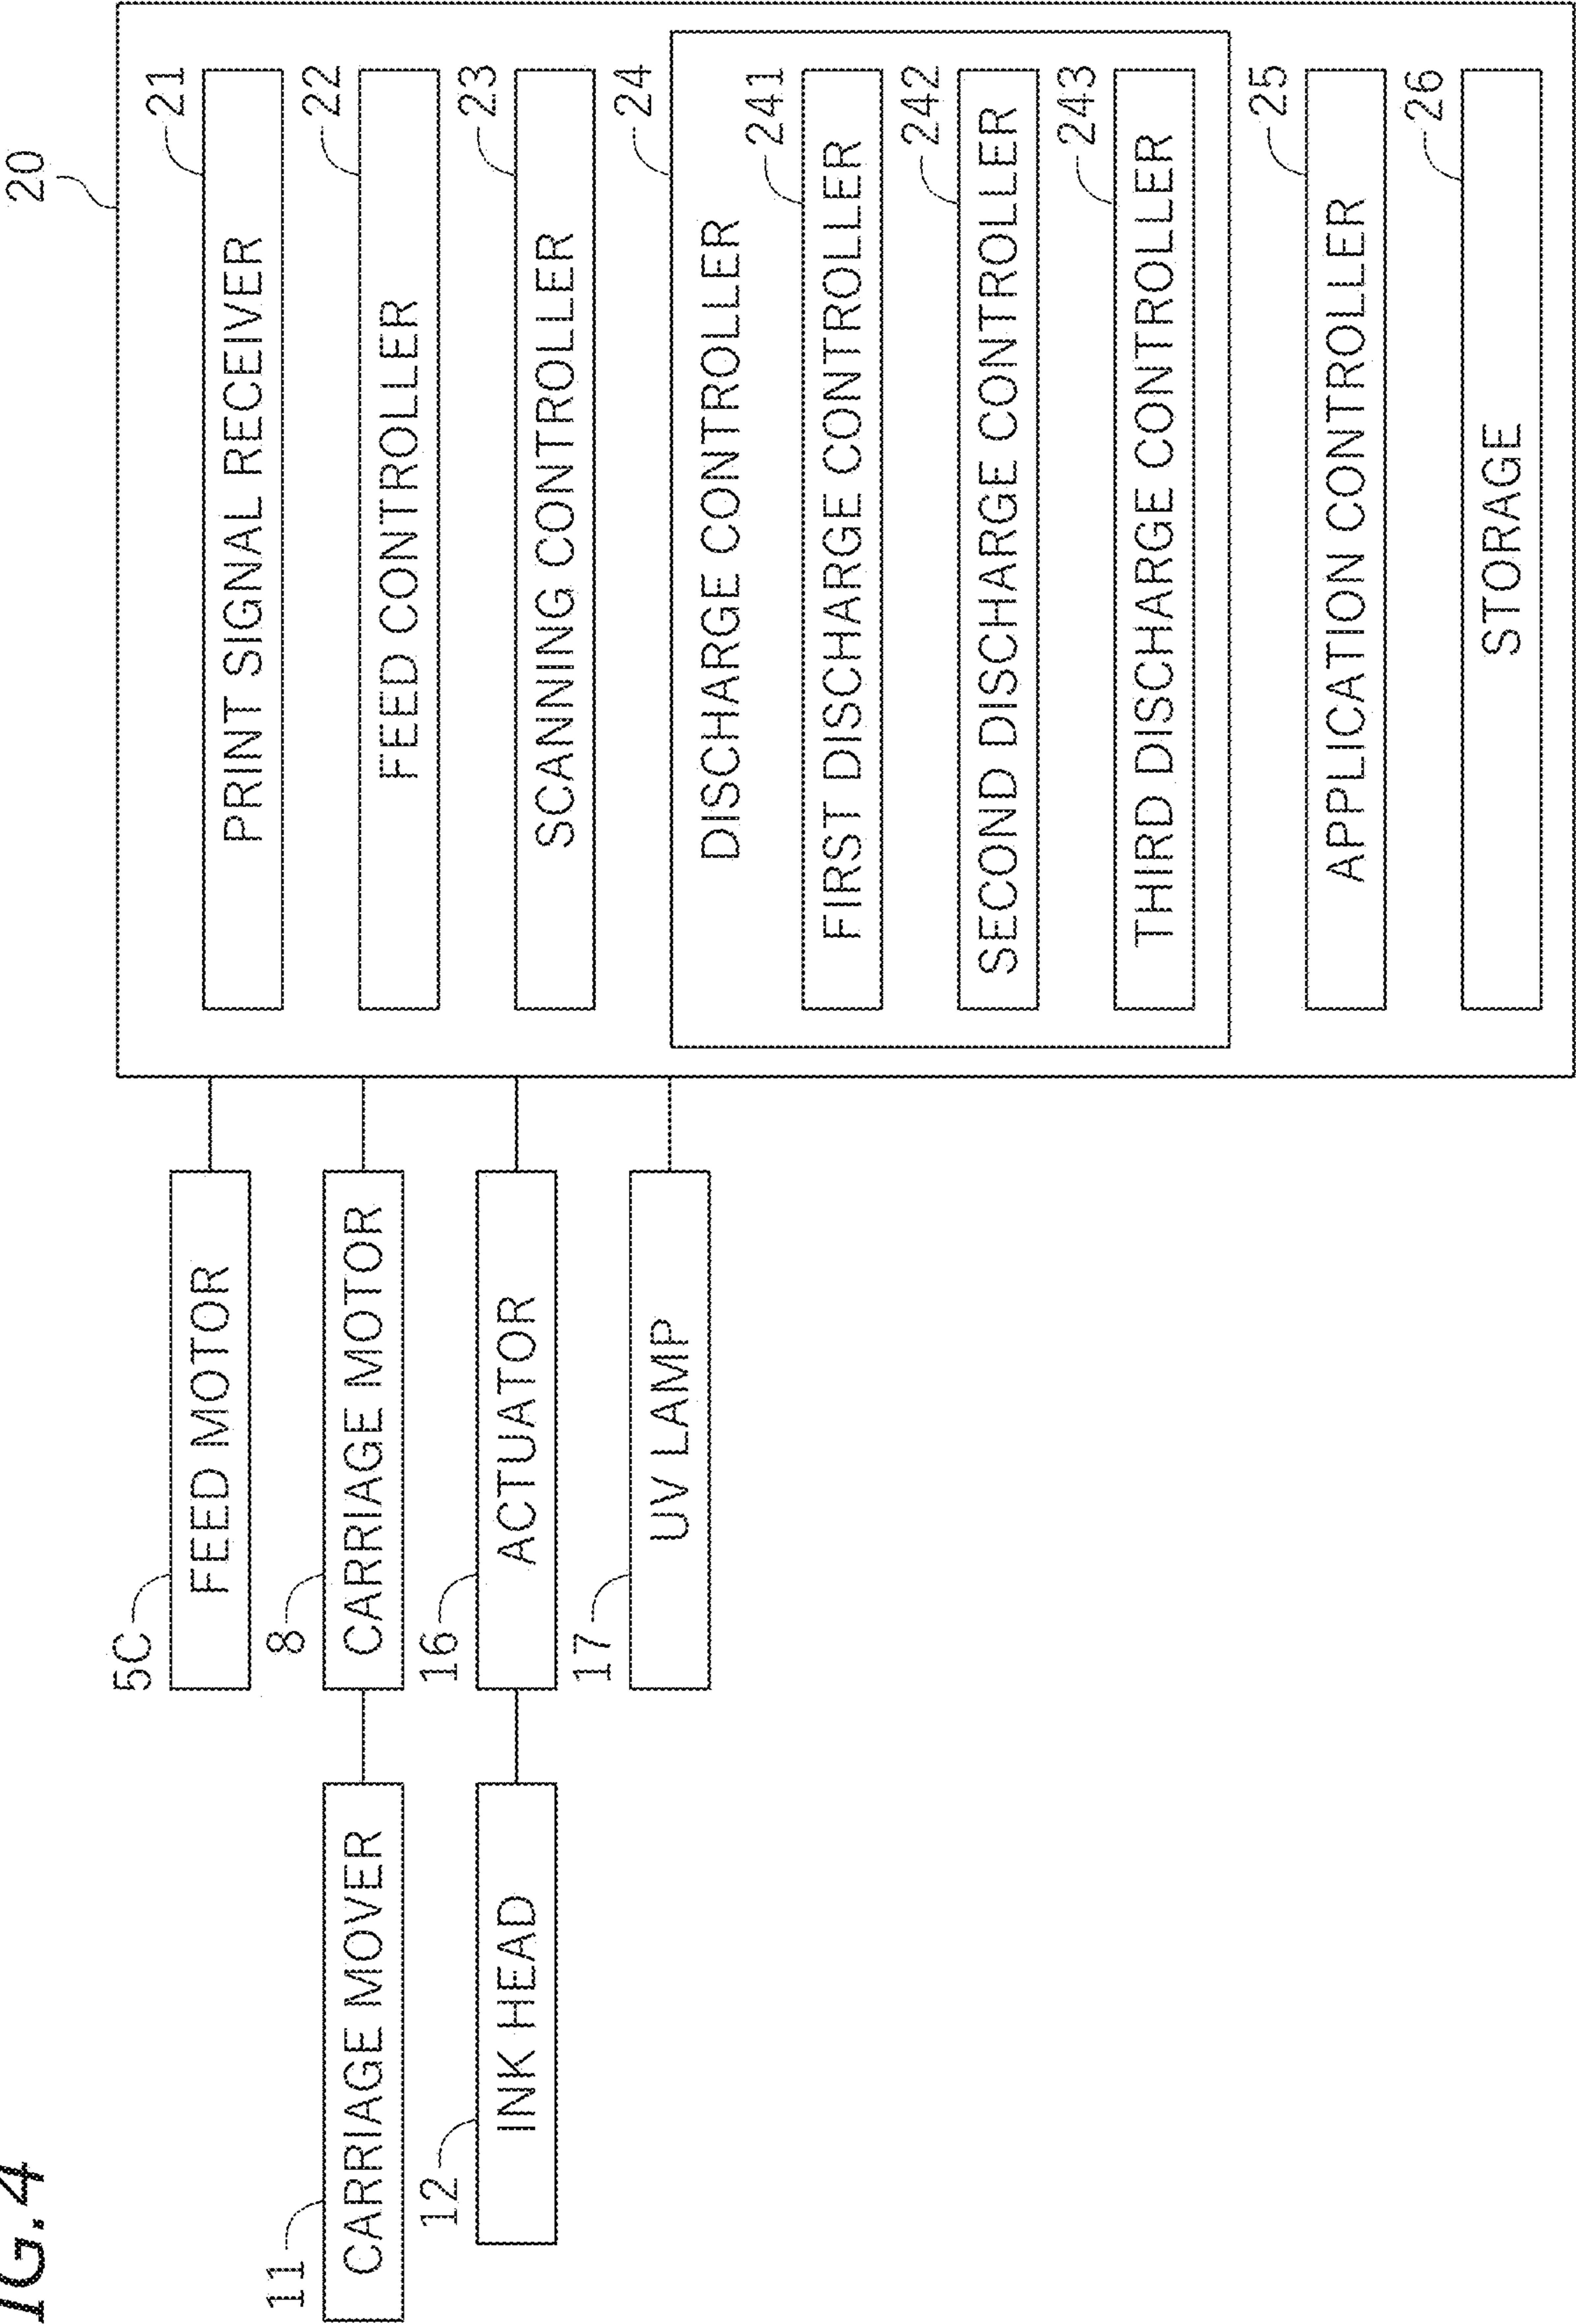 IG.4
20
11
CARRIAGE MOVER
12
INK HEAD
5C
FEED MOTOR
8
CARRIAGE MOTOR
16
ACTUATOR
17
UV LAMP
21
PRINT SIGNAL RECEIVER
22
FEED CONTROLLER
23
SCANNING CONTROLLER
24
DISCHARGE CONTROLLER
241
FIRST DISCHARGE CONTROLLER
242
SECOND DISCHARGE CONTROLLER
243
THIRD DISCHARGE CONTROLLER
25
APPLICATION CONTROLLER
26
STORAGE